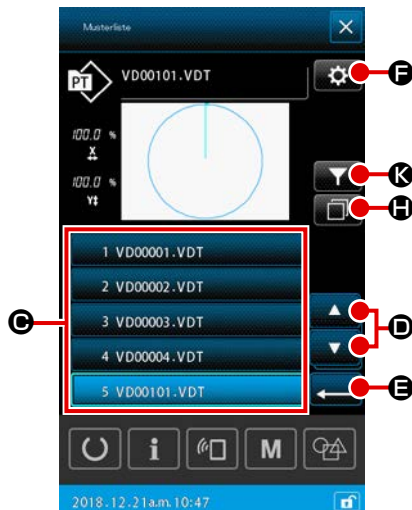 Musterliste
PT
VD00101.VDT
100.0 %
X
100.0 %
Y
1 VD00001.VDT
2 VD00002.VDT
3 VD00003.VDT
4 VD00004.VDT
5 VD00101.VDT
i
M
2018.12.21a.m.10:47
F
K
H
C
D
E